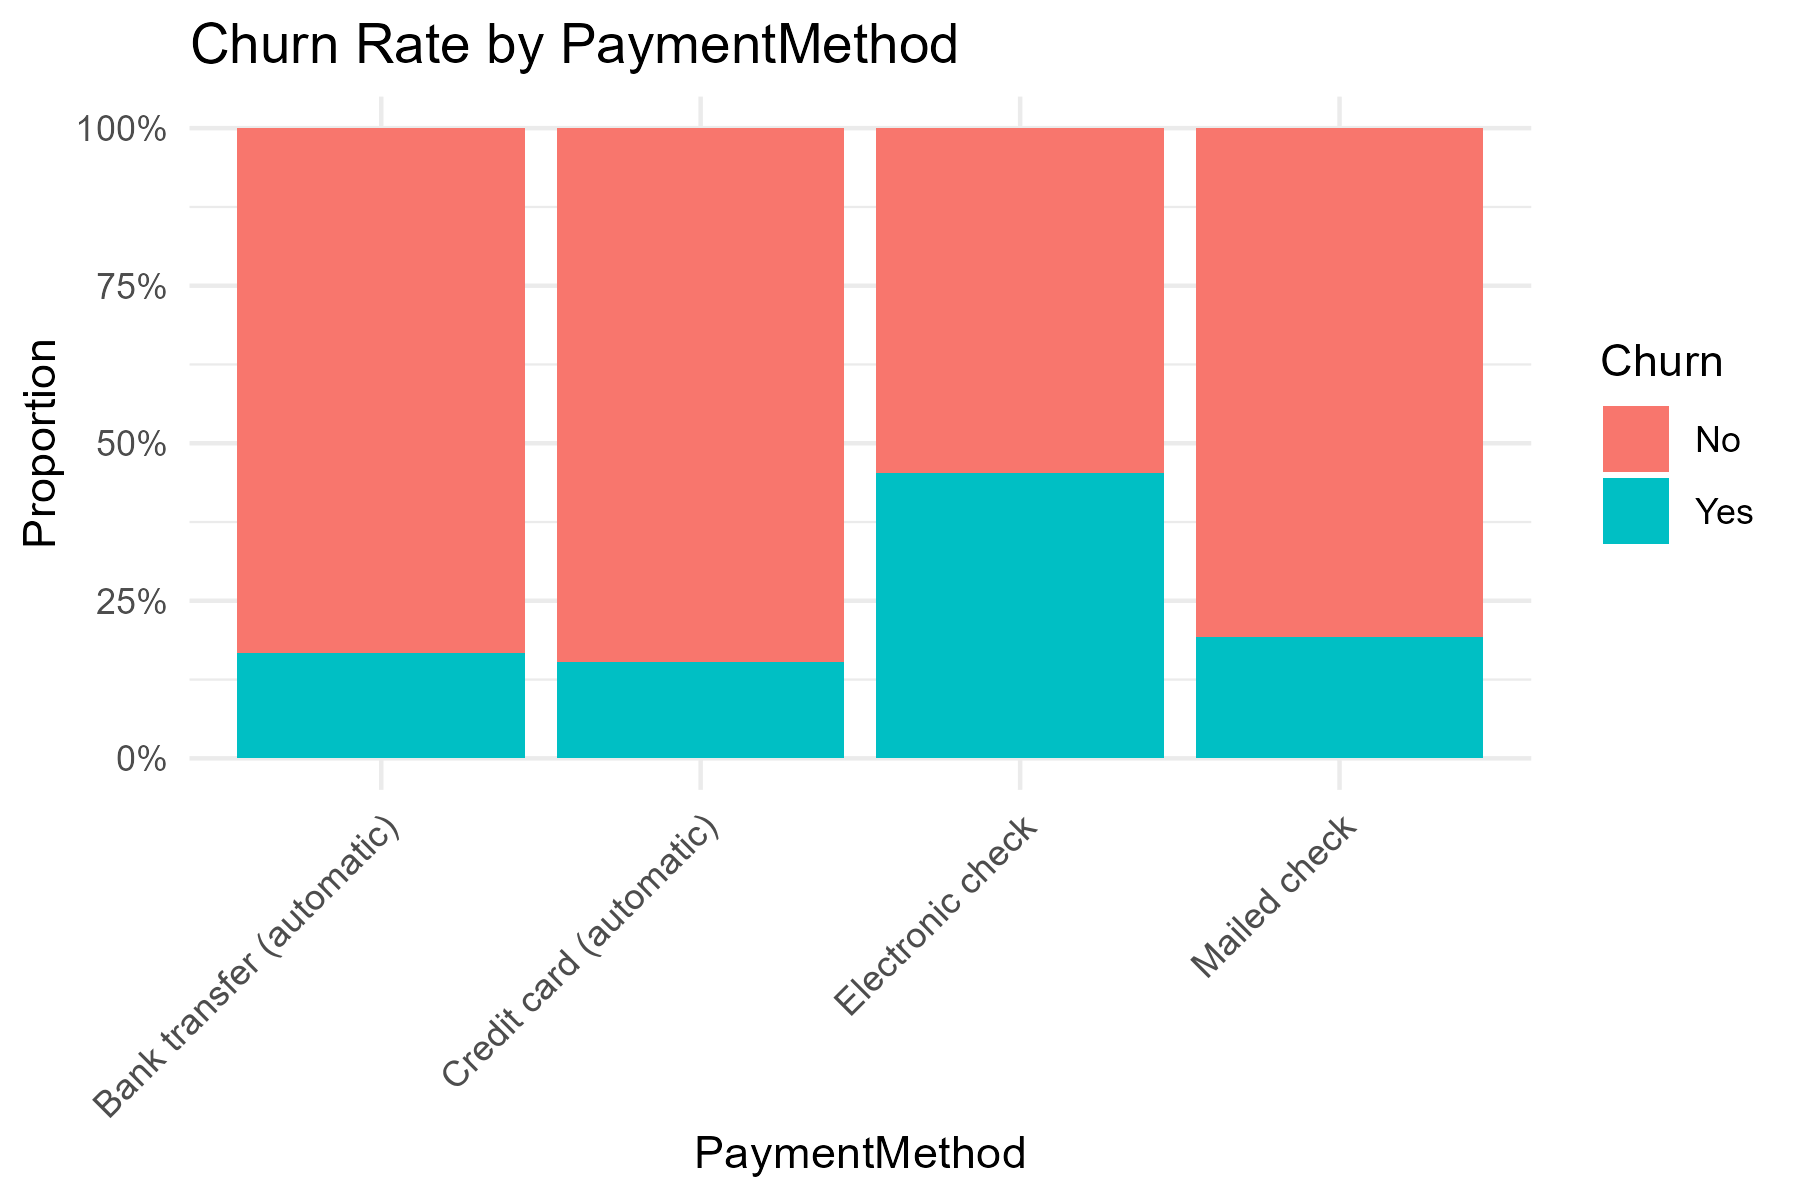 Churn Rate by PaymentMethod
Proportion
100%
75%
50%
25%
0%
Bank transfer (automatic)
Credit card (automatic)
Electronic check
Mailed check
PaymentMethod
Churn
No
Yes